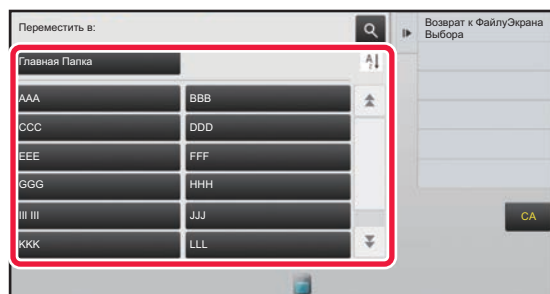 Переместить в:
Возврат к ФайлуЭкрана
Выбора
Главная Папка
AAA
BBB
CCC
DDD
EEE
FFF
GGG
HHH
III III
JJJ
KKK
LLL
CA